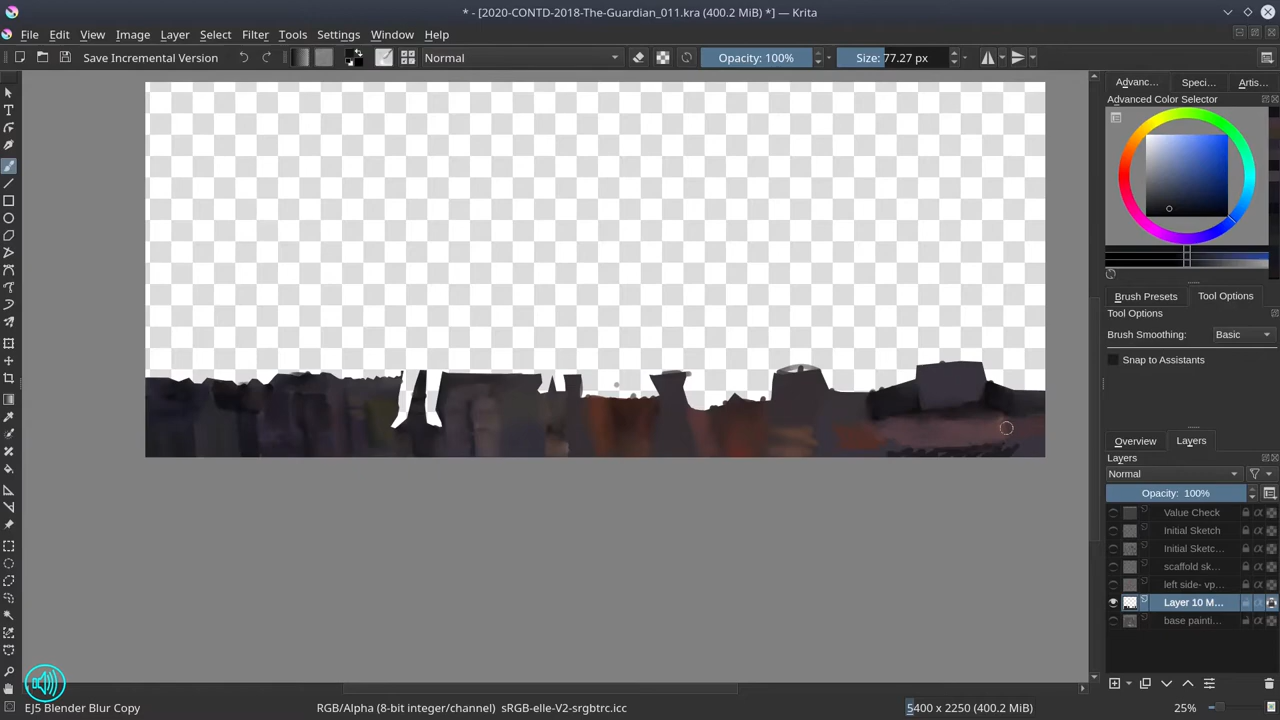 * - [2020-CONTD-2018-The-Guardian_011.kra (400.2 MiB) *] — Krita
File Edit View Image Layer Select Filter Tools Settings Window Help
Save Incremental Version Normal Opacity: 100% Size: 77.27 px
Advanc... Speci... Artis...
Advanced Color Selector
Brush Presets Tool Options
Tool Options
Brush Smoothing: Basic
Snap to Assistants
Overview Layers
Layers
Normal
Opacity: 100%
Value Check
Initial Sketch
Initial Sketc...
scaffold sk...
left side- vp...
Layer 10 M...
base painti...
EJ5 Blender Blur Copy RGB/Alpha (8-bit integer/channel) sRGB-elle-V2-srgbtrc.icc 5400 x 2250 (400.2 MiB) 25%